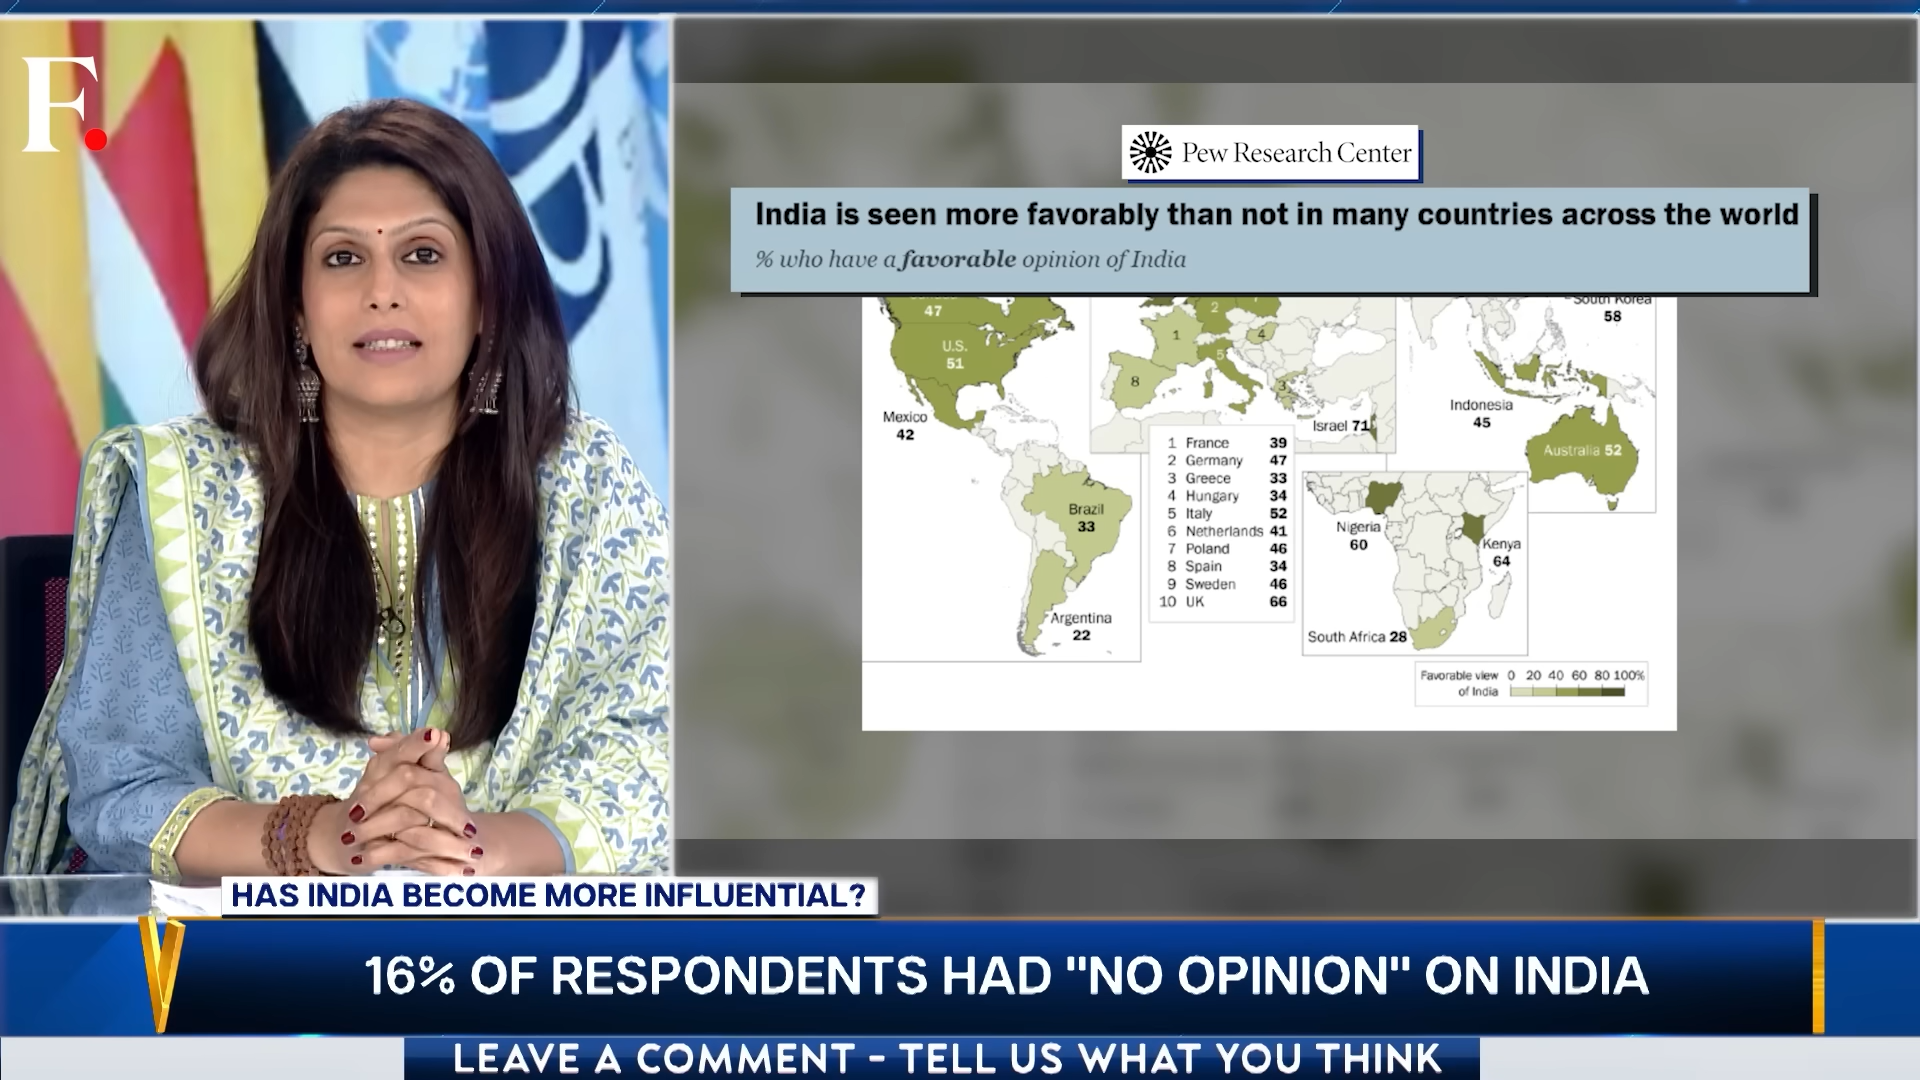 F.
Pew Research Center
India is seen more favorably than not in many countries across the world
% who have a favorable opinion of India
47
U.S.
51
Mexico
42
Brazil
33
Argentina
22
1
2
8
5
4
3
Israel 71
1 France 39
2 Germany 47
3 Greece 33
4 Hungary 34
5 Italy 52
6 Netherlands 41
7 Poland 46
8 Spain 34
9 Sweden 46
10 UK 66
South Korea
58
Indonesia
45
Australia 52
Nigeria
60
Kenya
64
South Africa 28
Favorable view 0 20 40 60 80 100%
of India
HAS INDIA BECOME MORE INFLUENTIAL?
V
16% OF RESPONDENTS HAD "NO OPINION" ON INDIA
LEAVE A COMMENT - TELL US WHAT YOU THINK